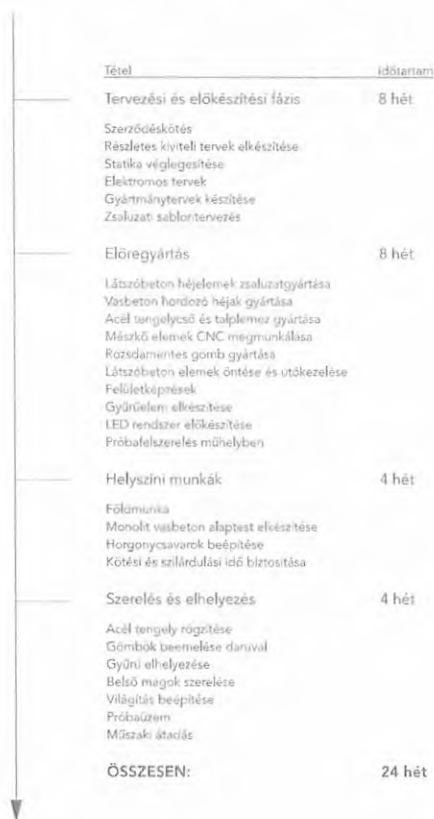 Tétel időtartam
Tervezési és előkészítési fázis 8 hét
Szerződéskötés
Részletes kiviteli tervek elkészítése
Statika véglegesítése
Elektromos tervek
Gyártmánytervek készítése
Zsaluzati sablontervezés
Előregyártás 8 hét
Látszóbeton héjelemek zsaluzatgyártása
Vasbeton hordozó héjak gyártása
Acél tengelycső és talplemez gyártása
Mészkő elemek CNC megmunkálása
Rozsdamentes gomb gyártása
Látszóbeton elemek öntése és utókezelése
Felületképzések
Gyűrűelem elkészítése
LED rendszer előkészítése
Próbafelszerelés műhelyben
Helyszíni munkák 4 hét
Földmunka
Monolit vasbeton alaptest elkészítése
Horgonycsavarok beépítése
Kötési és szilárdulási idő biztosítása
Szerelés és elhelyezés 4 hét
Acél tengely rögzítése
Gömbök beemelése daruval
Gyűrű elhelyezése
Belső magok szerelése
Világítás beépítése
Próbaüzem
Műszaki átadás
ÖSSZESEN: 24 hét